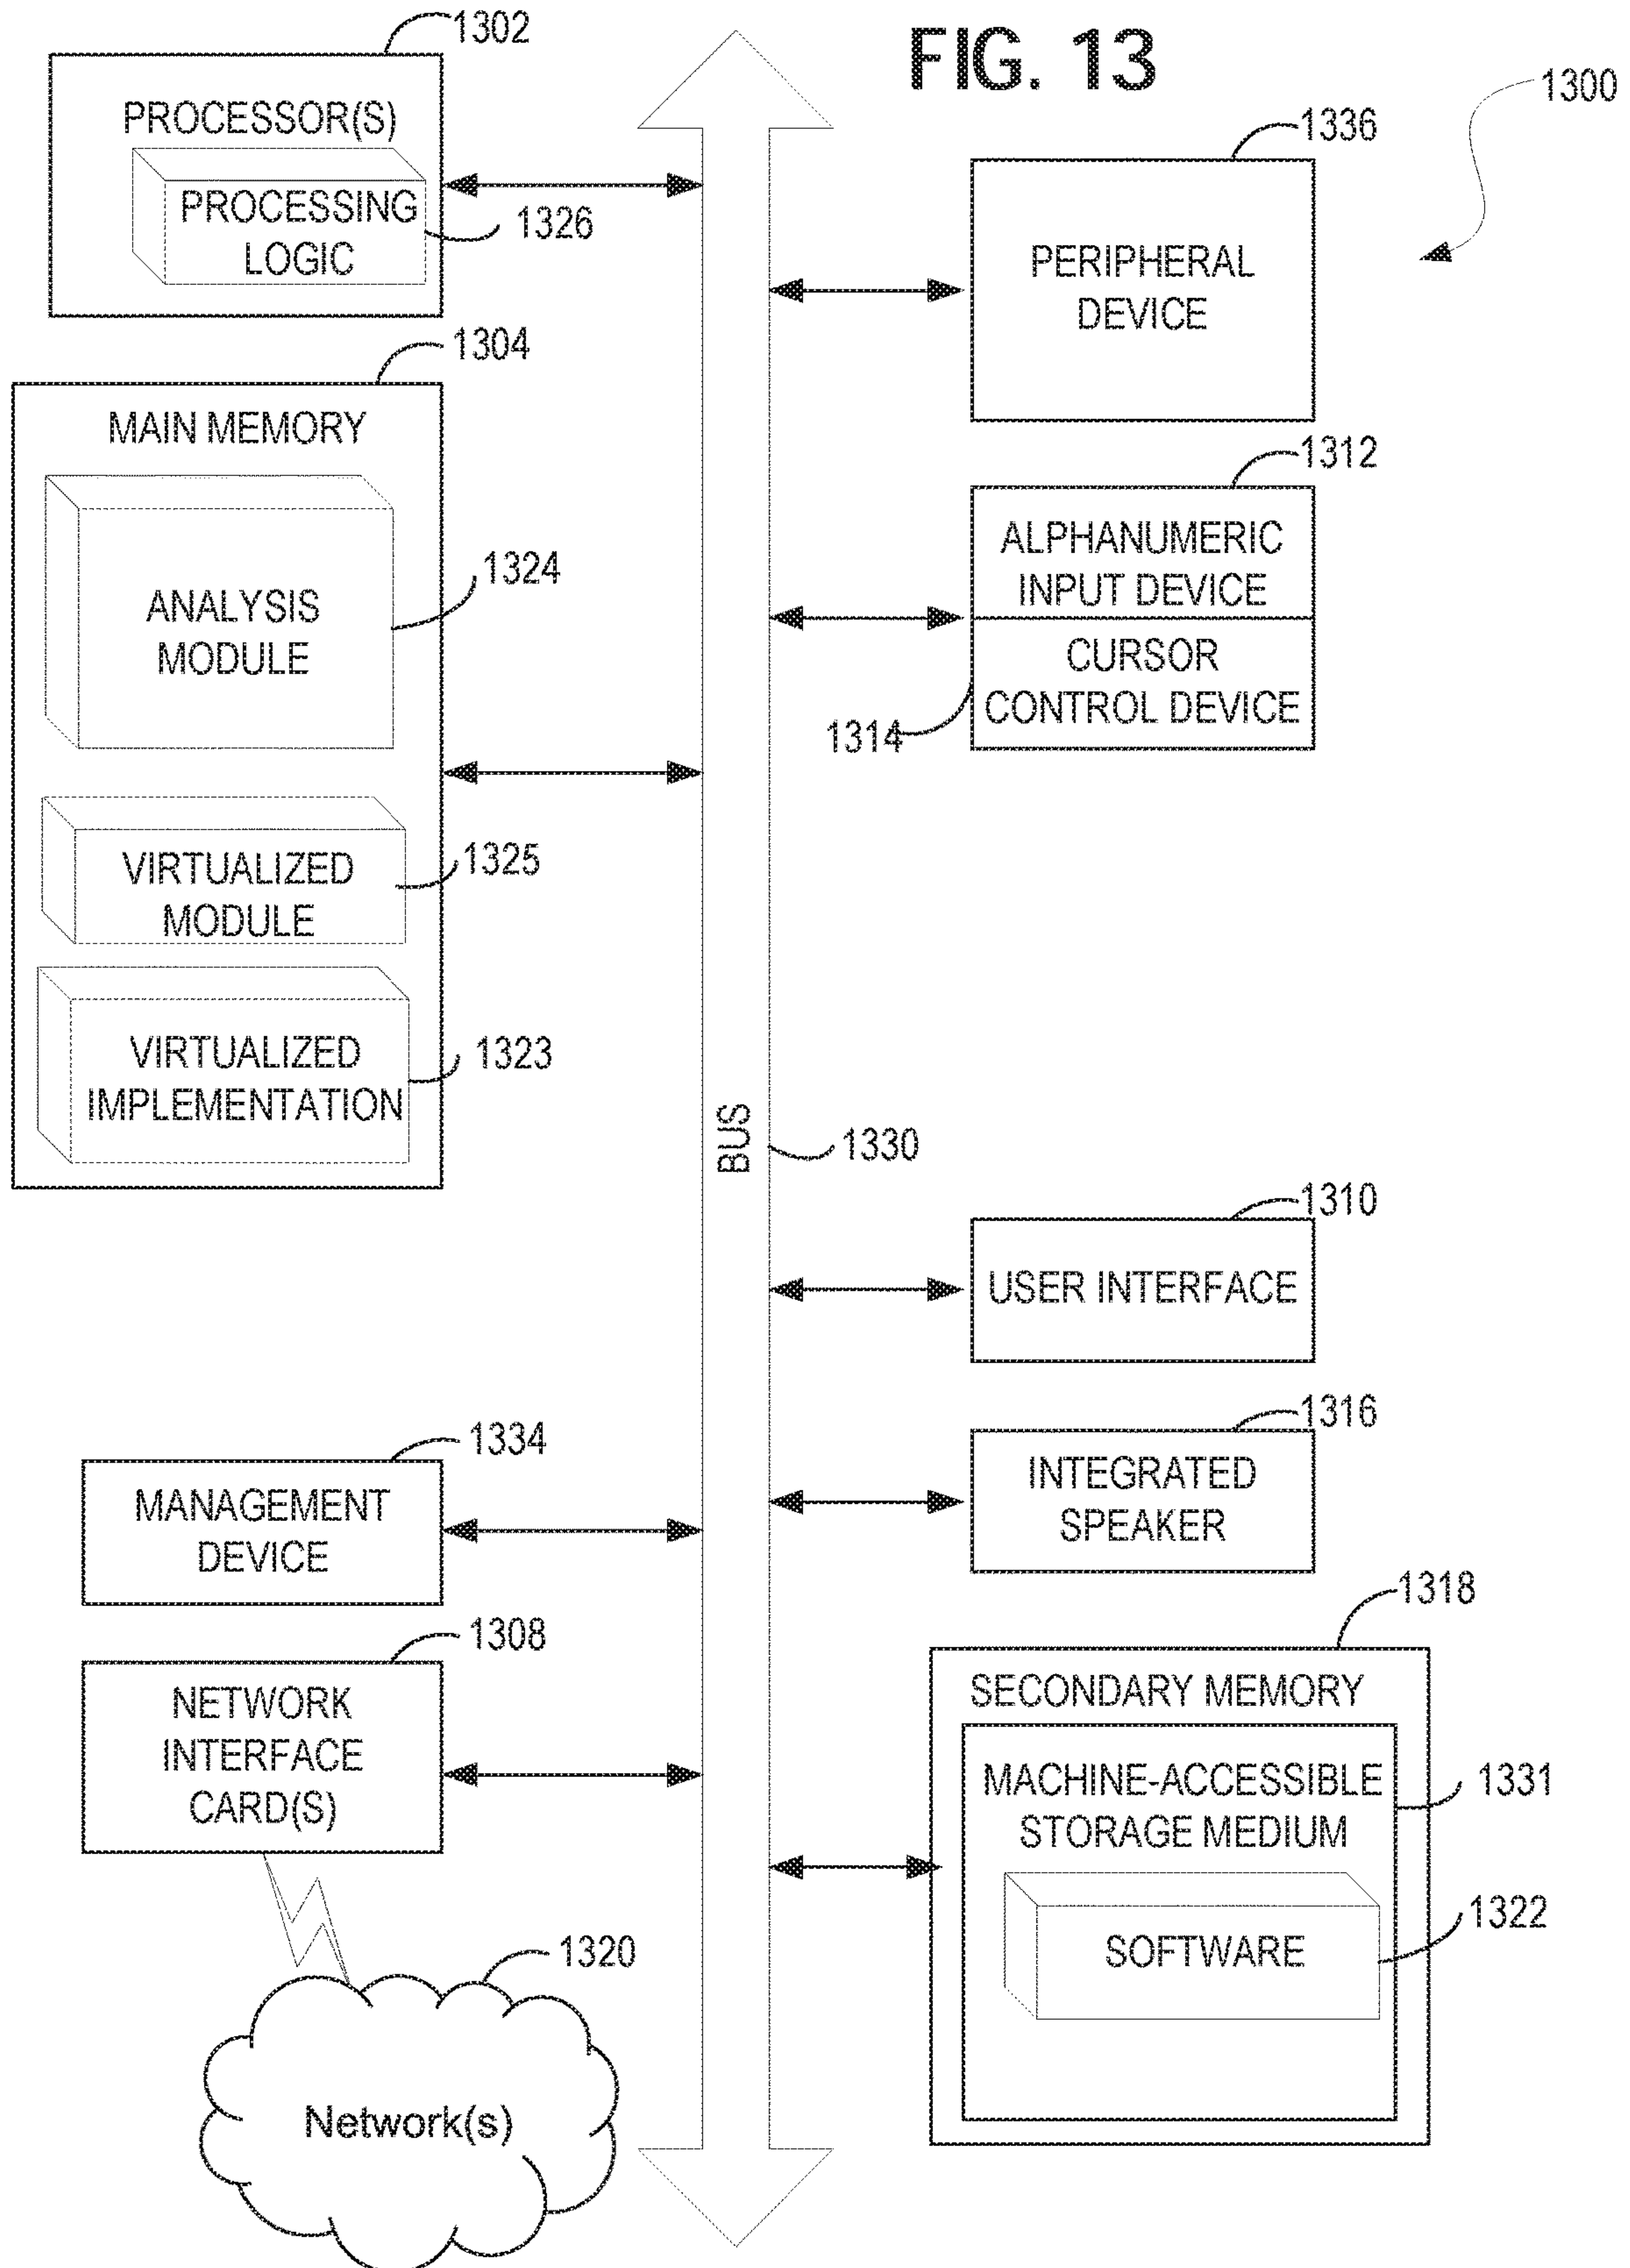 FIG. 13
1300
1302
PROCESSOR(S)
PROCESSING
LOGIC
1326
1304
MAIN MEMORY
ANALYSIS
MODULE
1324
VIRTUALIZED
MODULE
1325
VIRTUALIZED
IMPLEMENTATION
1323
1334
MANAGEMENT
DEVICE
1308
NETWORK
INTERFACE
CARD(S)
1320
Network(s)
BUS
1330
1336
PERIPHERAL
DEVICE
1312
ALPHANUMERIC
INPUT DEVICE
CURSOR
CONTROL DEVICE
1314
1310
USER INTERFACE
1316
INTEGRATED
SPEAKER
1318
SECONDARY MEMORY
MACHINE-ACCESSIBLE
STORAGE MEDIUM
1331
SOFTWARE
1322